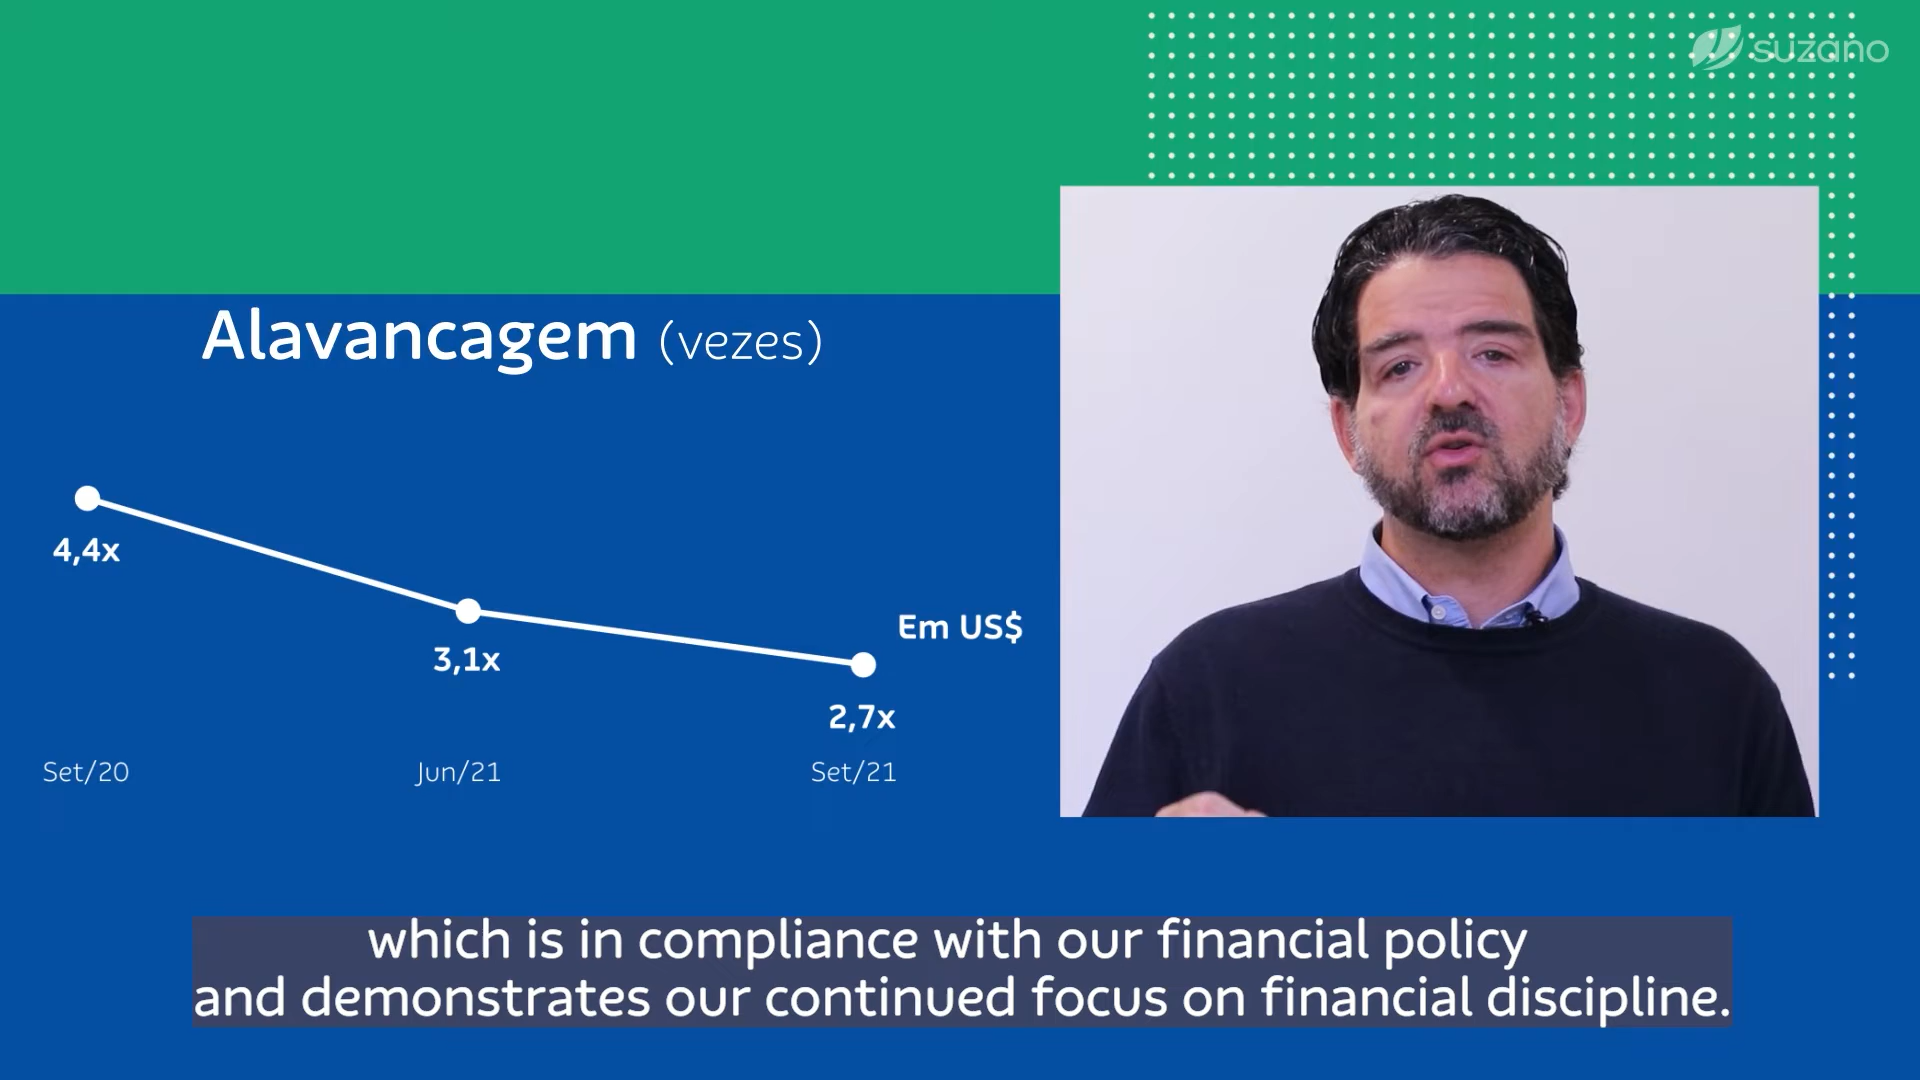 suzano
Alavancagem (vezes)
4,4x
3,1x
Em US$
2,7x
Set/20
Jun/21
Set/21
which is in compliance with our financial policy
and demonstrates our continued focus on financial discipline.